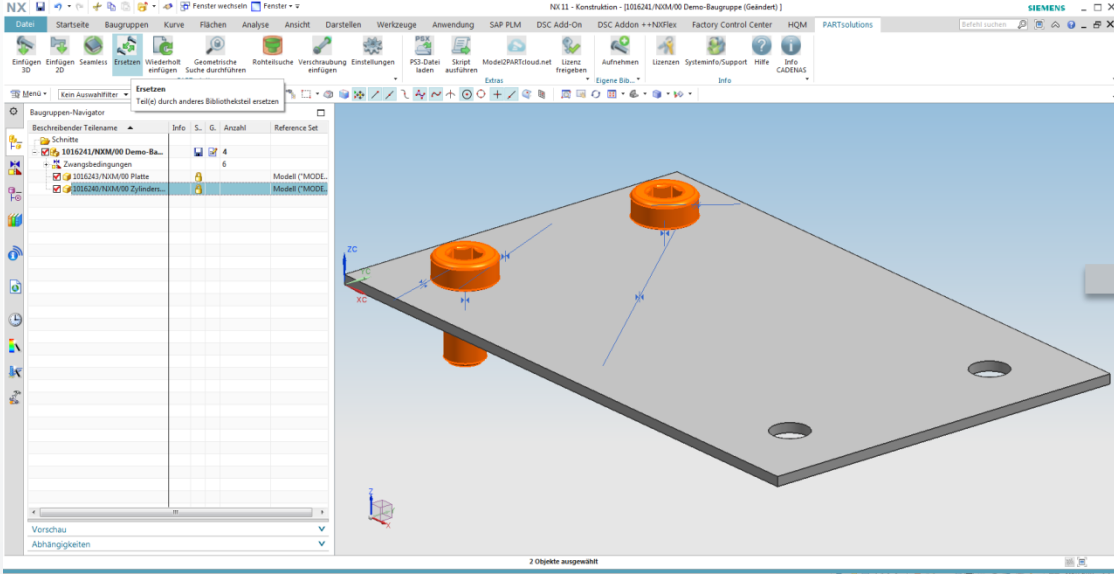 NX
Fenster wechseln
Fenster
NX 11 - Konstruktion - [1016241/NXM/00 Demo-Baugruppe (Geändert) ]
SIEMENS
Datei Startseite Baugruppen Kurve Flächen Analyse Ansicht Darstellen Werkzeuge Anwendung SAP PLM DSC Add-On DSC Addon ++NXFlex Factory Control Center HQM PARTsolutions
Befehl suchen
Einfügen 3D
Einfügen 2D
Seamless
Ersetzen
Wiederholt einfügen
Geometrische Suche durchführen
Rohteilsuche
Verschraubung einfügen
Einstellungen
PSX
PS3-Datei laden
Skript ausführen
Model2PARTcloud.net
Lizenz freigeben
Aufnehmen
Lizenzen
Systeminfo/Support
Hilfe
Info CADENAS
Extras
Eigene Bib...
Info
Menü
Kein Auswahlfilter
Ersetzen
Teil(e) durch anderes Bibliotheksteil ersetzen
Baugruppen-Navigator
Beschreibender Teilename Info S.. G. Anzahl Reference Set
Schnitte
1016241/NXM/00 Demo-Ba... 4
Zwangsbedingungen 6
1016243/NXM/00 Platte Modell ("MODE..
1016240/NXM/00 Zylinders... Modell ("MODE..
ZC
YC
XC
Z
X
Vorschau
Abhängigkeiten
2 Objekte ausgewählt